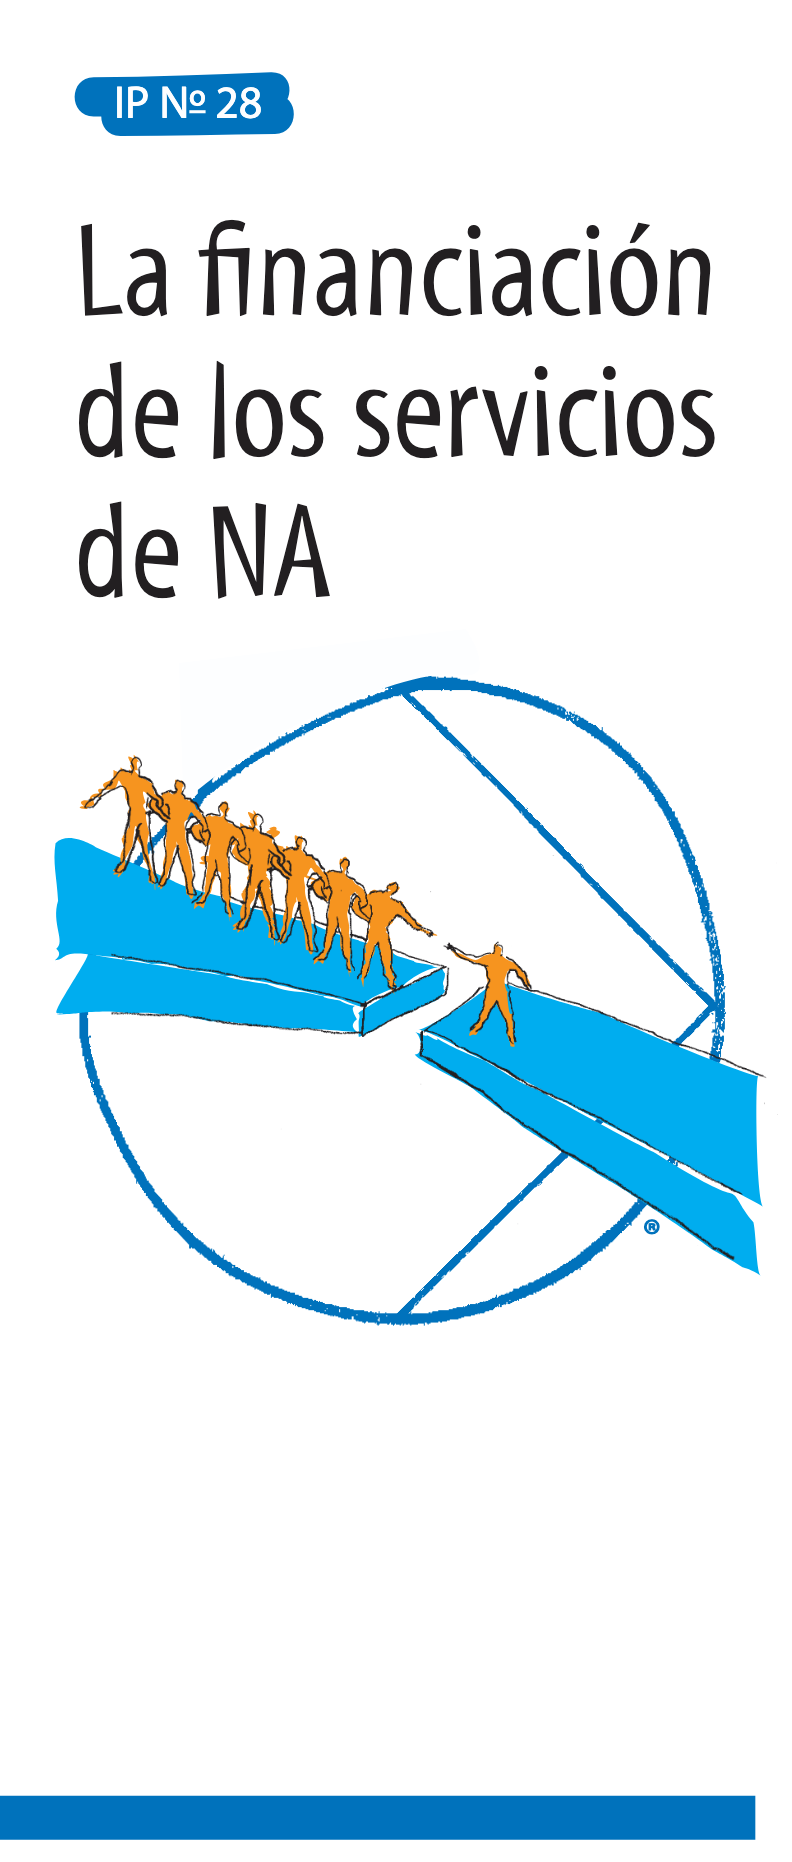 IP Nº 28
La financiación
de los servicios
de NA
®